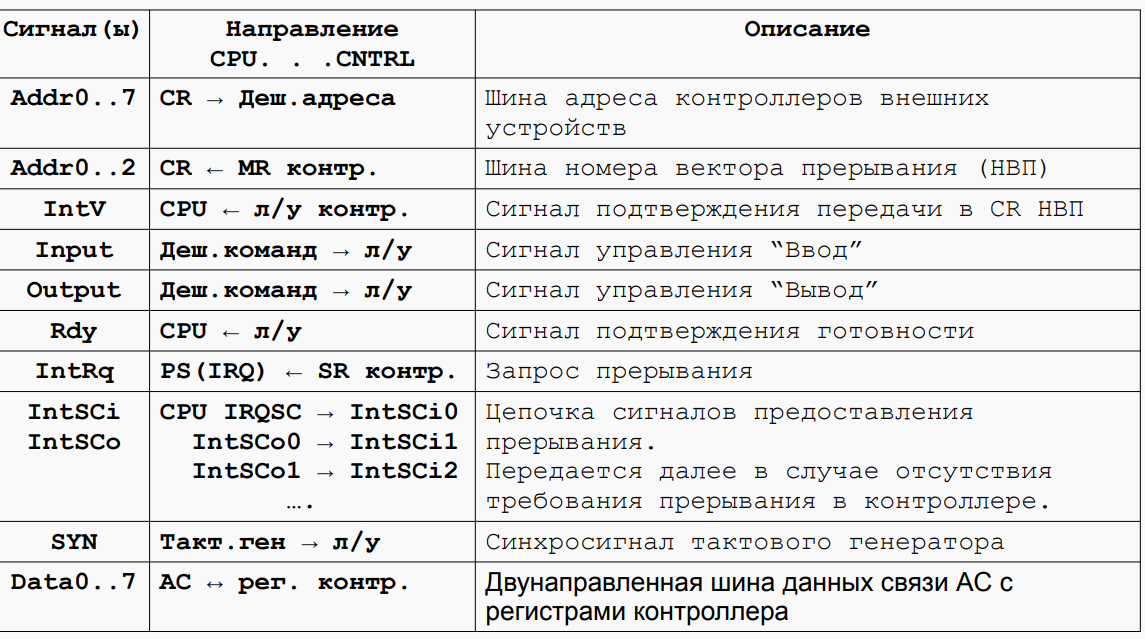 Сигнал(ы)
Направление
CPU. . .CNTRL
Описание
Addr0..7
CR → Деш.адреса
Шина адреса контроллеров внешних
устройств
Addr0..2
CR ← MR контр.
Шина номера вектора прерывания (НВП)
IntV
CPU ← л/у контр.
Сигнал подтверждения передачи в CR НВП
Input
Деш.команд → л/у
Сигнал управления “Ввод”
Output
Деш.команд → л/у
Сигнал управления “Вывод”
Rdy
CPU ← л/у
Сигнал подтверждения готовности
IntRq
PS(IRQ) ← SR контр.
Запрос прерывания
IntSCi
IntSCo
CPU IRQSC → IntSCi0
IntSCo0 → IntSCi1
IntSCo1 → IntSCi2
….
Цепочка сигналов предоставления
прерывания.
Передается далее в случае отсутствия
требования прерывания в контроллере.
SYN
Такт.ген → л/у
Синхросигнал тактового генератора
Data0..7
AC ↔ рег. контр.
Двунаправленная шина данных связи АС с
регистрами контроллера